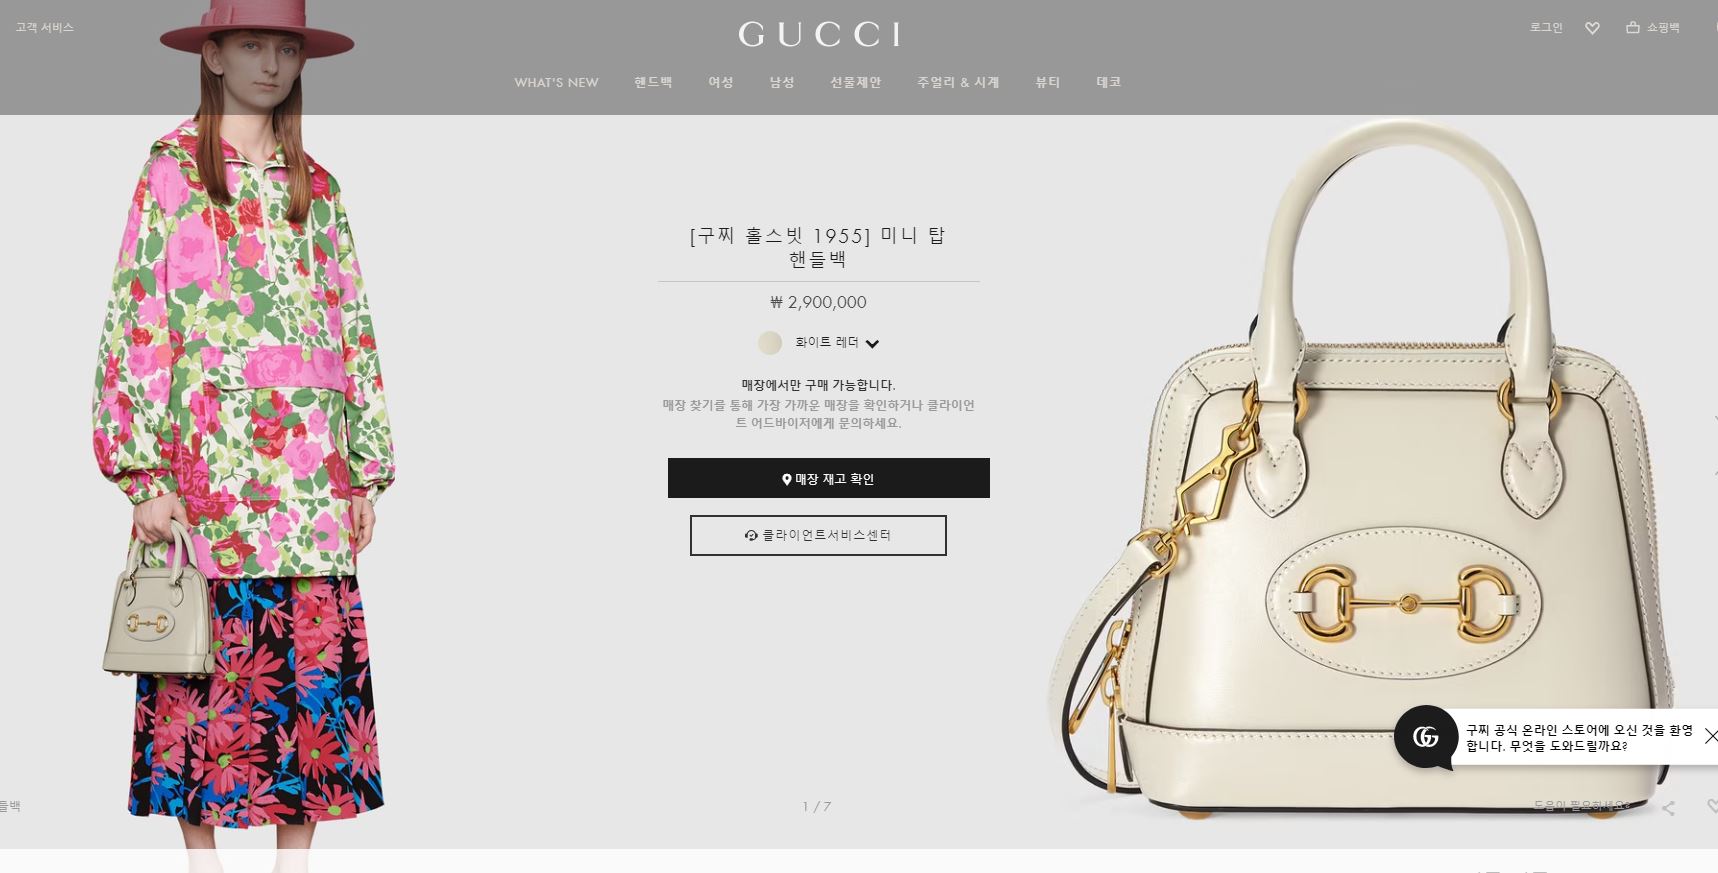 고객 서비스
GUCCI
로그인
쇼핑백
WHAT'S NEW 핸드백 여성 남성 선물제안 주얼리 & 시계 뷰티 데코
[구찌 홀스빗 1955] 미니 탑
핸들백
₩ 2,900,000
화이트 레더
매장에서만 구매 가능합니다.
매장 찾기를 통해 가장 가까운 매장을 확인하거나 클라이언
트 어드바이저에게 문의하세요.
매장 재고 확인
클라이언트서비스센터
구찌 공식 온라인 스토어에 오신 것을 환영
합니다. 무엇을 도와드릴까요?
들백
1 / 7
도움이 필요하세요?